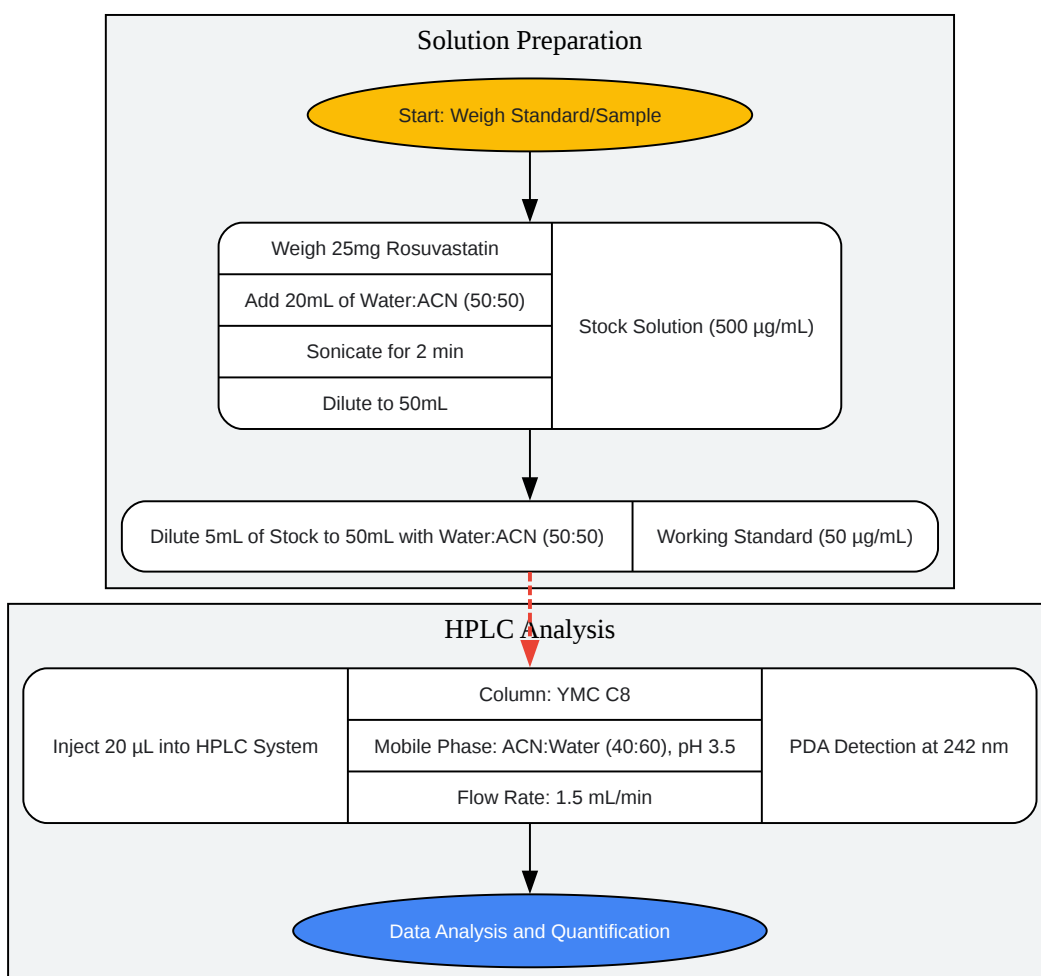 Solution Preparation
Start: Weigh Standard/Sample
Weigh 25mg Rosuvastatin
Add 20mL of Water:ACN (50:50)
Sonicate for 2 min
Dilute to 50mL
Stock Solution (500 µg/mL)
Dilute 5mL of Stock to 50mL with Water:ACN (50:50)
Working Standard (50 µg/mL)
HPLC Analysis
Inject 20 µL into HPLC System
Column: YMC C8
Mobile Phase: ACN:Water (40:60), pH 3.5
Flow Rate: 1.5 mL/min
PDA Detection at 242 nm
Data Analysis and Quantification